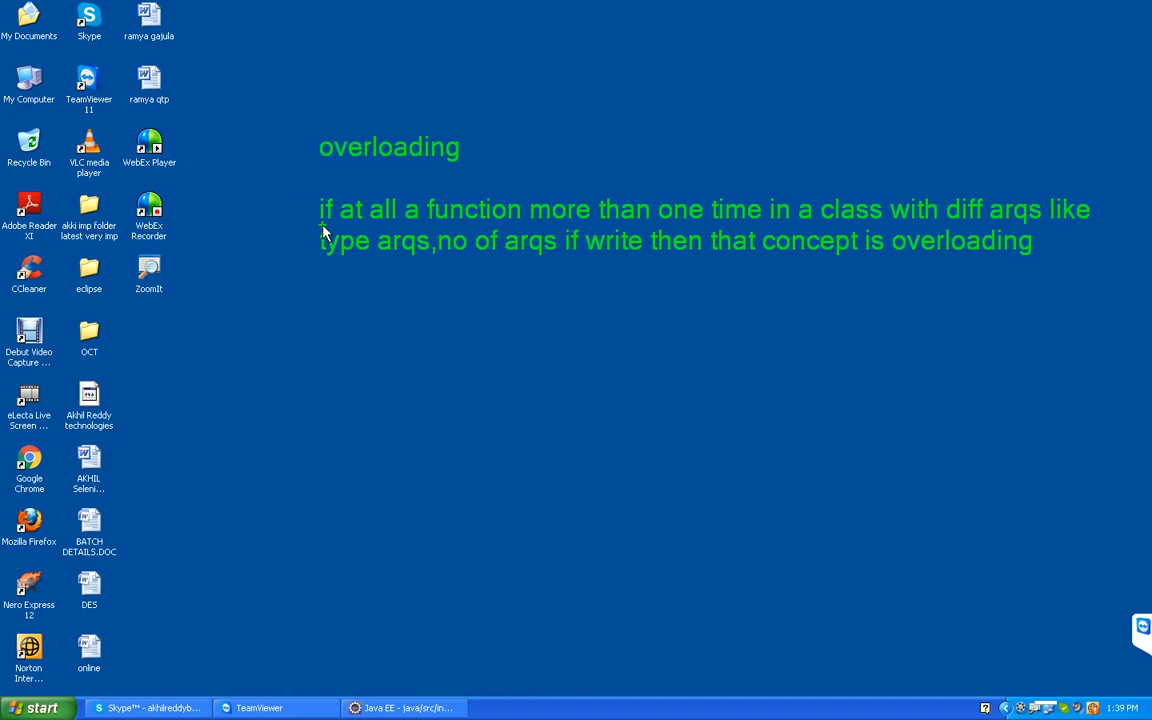 My Documents
Skype
ramya gajula
My Computer
TeamViewer 11
ramya qtp
Recycle Bin
VLC media player
WebEx Player
Adobe Reader XI
akki imp folder latest very imp
WebEx Recorder
CCleaner
eclipse
ZoomIt
Debut Video Capture ...
OCT
eLecta Live Screen ...
Akhil Reddy technologies
Google Chrome
AKHIL Seleni...
Mozilla Firefox
BATCH DETAILS.DOC
Nero Express 12
DES
Norton Inter...
online
overloading
if at all a function more than one time in a class with diff arqs like
type arqs,no of arqs if write then that concept is overloading
start
Skype™ - akhilreddyb...
TeamViewer
Java EE - java/src/in...
1:39 PM